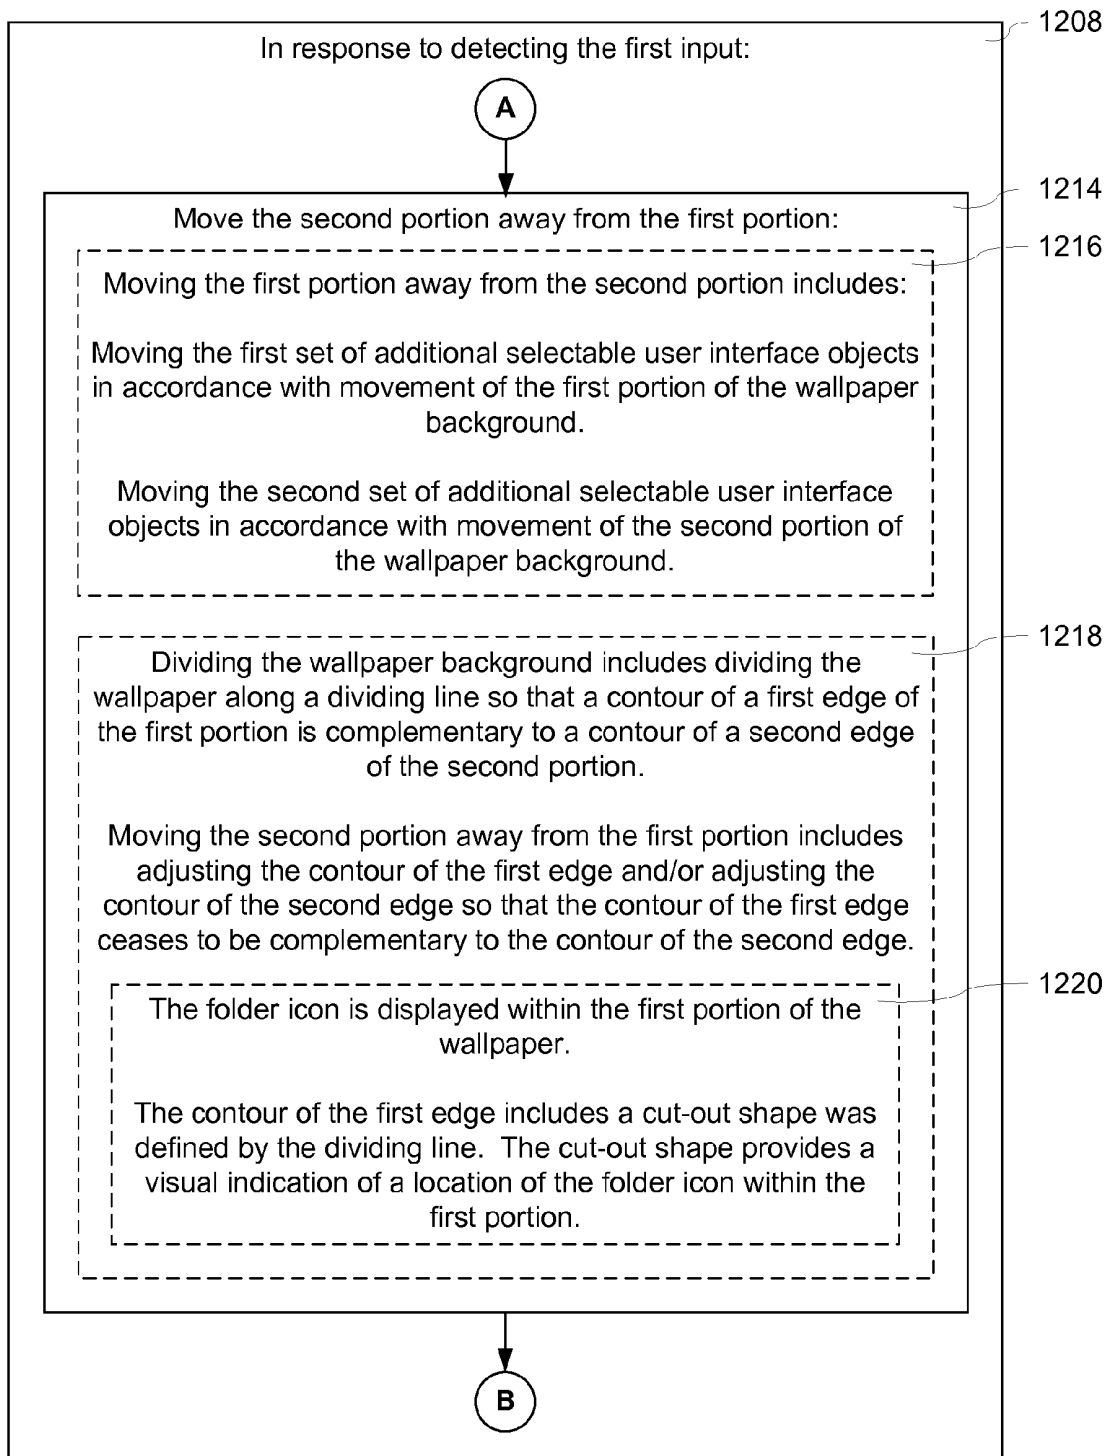 1208
In response to detecting the first input:
A
1214
Move the second portion away from the first portion:
1216
Moving the first portion away from the second portion includes:
Moving the first set of additional selectable user interface objects
in accordance with movement of the first portion of the wallpaper
background.
Moving the second set of additional selectable user interface
objects in accordance with movement of the second portion of
the wallpaper background.
1218
Dividing the wallpaper background includes dividing the
wallpaper along a dividing line so that a contour of a first edge of
the first portion is complementary to a contour of a second edge
of the second portion.
Moving the second portion away from the first portion includes
adjusting the contour of the first edge and/or adjusting the
contour of the second edge so that the contour of the first edge
ceases to be complementary to the contour of the second edge.
1220
The folder icon is displayed within the first portion of the
wallpaper.
The contour of the first edge includes a cut-out shape was
defined by the dividing line.  The cut-out shape provides a
visual indication of a location of the folder icon within the
first portion.
B